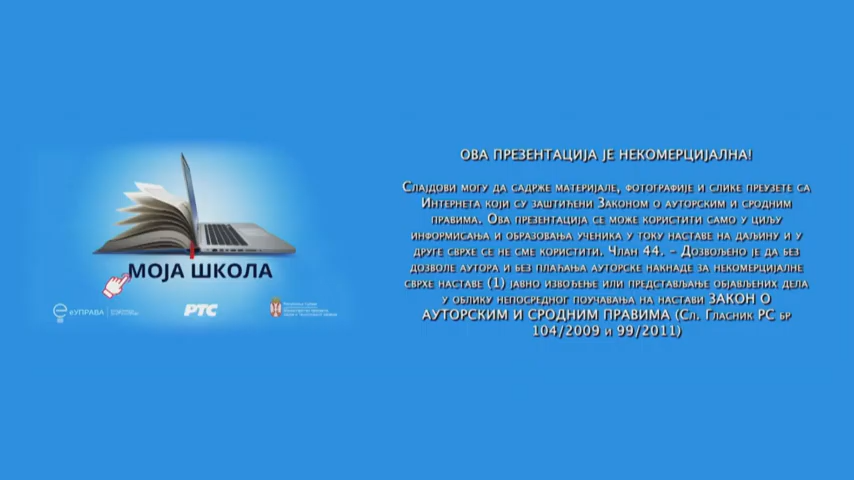 МОЈА ШКОЛА
еУПРАВА
РТС
ОВА ПРЕЗЕНТАЦИЈА ЈЕ НЕКОМЕРЦИЈАЛНА!
Слајдови могу да садрже материјале, фотографије и слике преузете са
Интернета који су заштићени Законом о ауторским и сродним
правима. Ова презентација се може користити само у циљу
информисања и образовања ученика у току наставе на даљину и у
друге сврхе се не сме користити. Члан 44. – Дозвољено је да без
дозволе аутора и без плаћања ауторске накнаде за некомерцијалне
сврхе наставе (1) јавно извођење или представљање објављених дела
у облику непосредног поучавања на настави ЗАКОН О
АУТОРСКИМ И СРОДНИМ ПРАВИМА (Сл. Гласник РС бр
104/2009 и 99/2011)